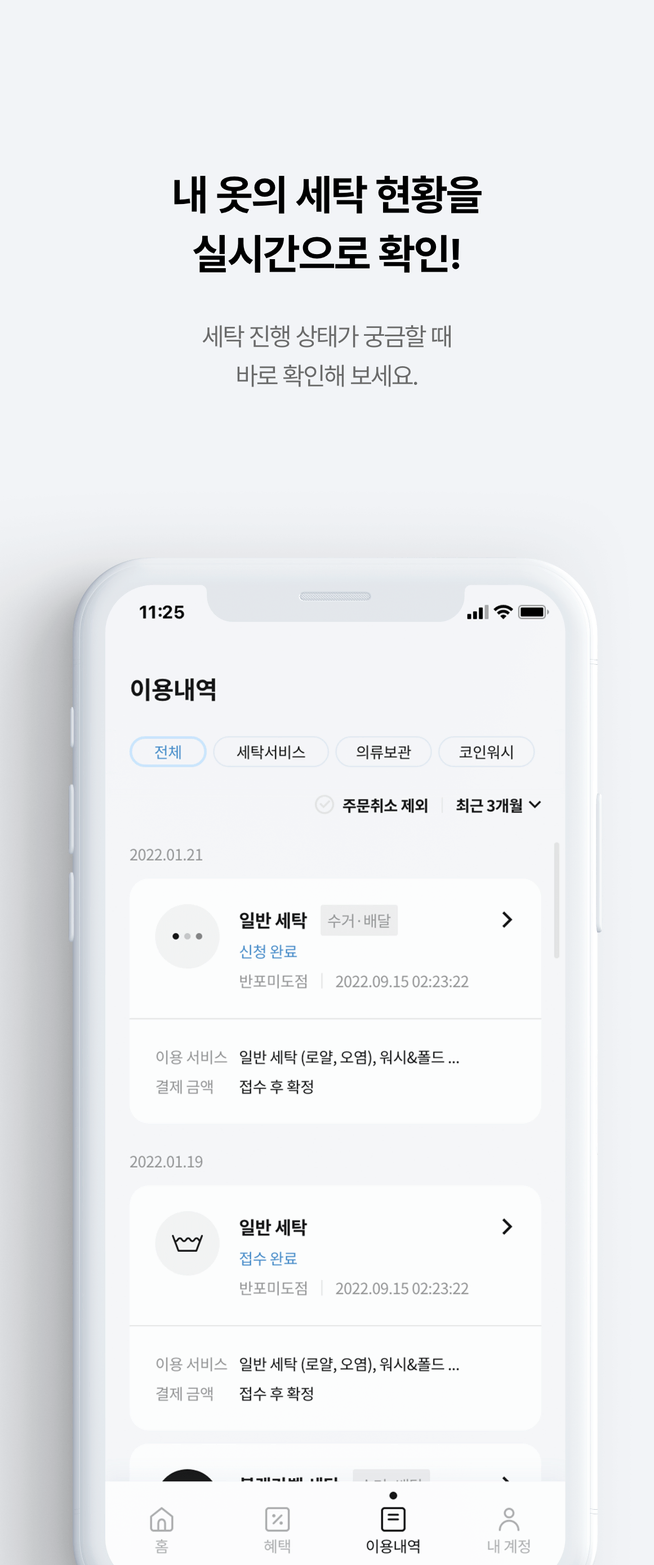 내 옷의 세탁 현황을
실시간으로 확인!
세탁 진행 상태가 궁금할 때
바로 확인해 보세요.
11:25
이용내역
전체 세탁서비스 의류보관 코인워시
주문취소 제외 최근 3개월
2022.01.21
일반 세탁 수거·배달
신청 완료
반포미도점 2022.09.15 02:23:22
이용 서비스 일반 세탁 (로얄, 오염), 워시&폴드 ...
결제 금액 접수 후 확정
2022.01.19
일반 세탁
접수 완료
반포미도점 2022.09.15 02:23:22
이용 서비스 일반 세탁 (로얄, 오염), 워시&폴드 ...
결제 금액 접수 후 확정
홈 혜택 이용내역 내 계정